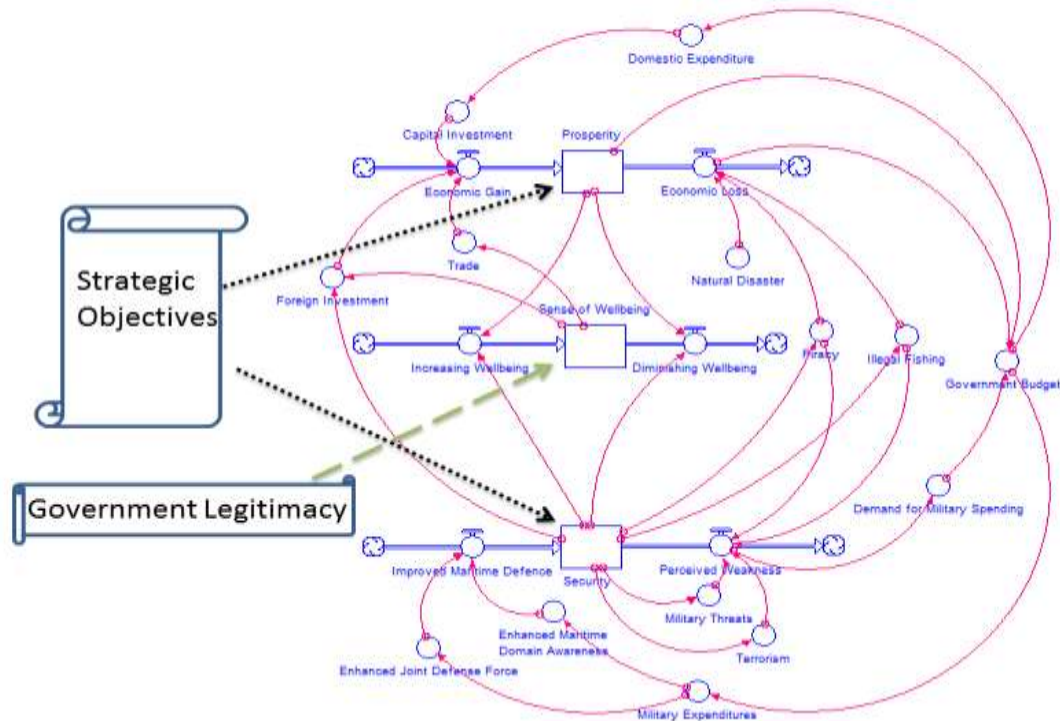 Domestic Expenditure
Capital Investment
Prosperity
Economic Gain
Economic Loss
Strategic
Objectives
Trade
Natural Disaster
Foreign Investment
Sense of Wellbeing
Piracy
Illegal Fishing
Increasing Wellbeing
Diminishing Wellbeing
Government Budget
Government Legitimacy
Demand for Military Spending
Improved Maritime Defence
Security
Perceived Weakness
Military Threats
Enhanced Maritime
Domain Awareness
Terrorism
Enhanced Joint Defense Force
Military Expenditures